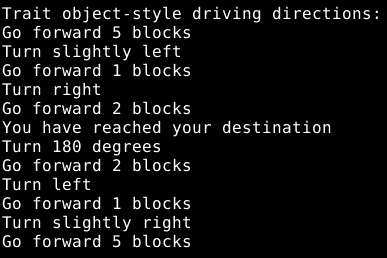 Trait object-style driving directions:
Go forward 5 blocks
Turn slightly left
Go forward 1 blocks
Turn right
Go forward 2 blocks
You have reached your destination
Turn 180 degrees
Go forward 2 blocks
Turn left
Go forward 1 blocks
Turn slightly right
Go forward 5 blocks